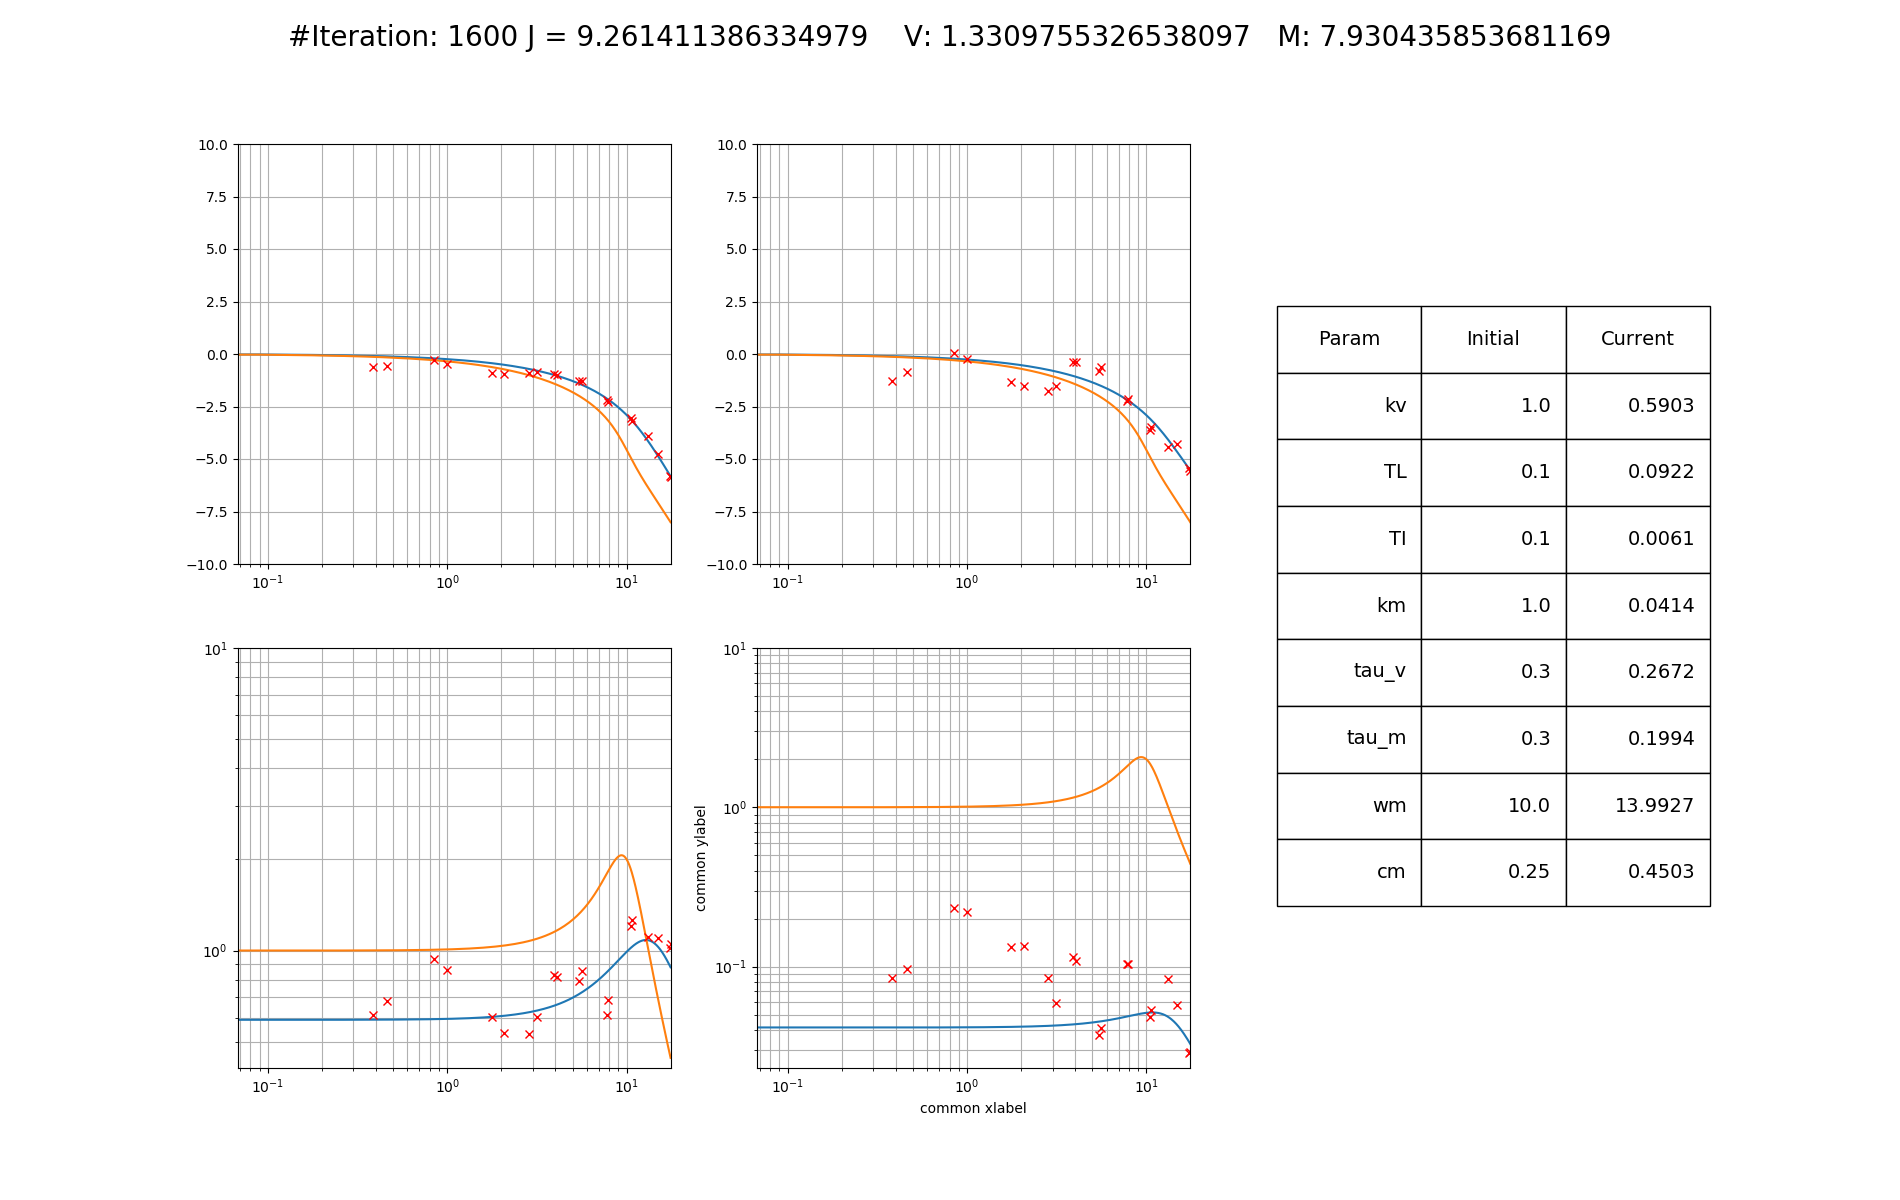 #Iteration: 1600 J = 9.261411386334979 V: 1.3309755326538097 M: 7.930435853681169
10.0
7.5
5.0
2.5
0.0
−2.5
−5.0
−7.5
−10.0
10⁻¹ 10⁰ 10¹
10.0
7.5
5.0
2.5
0.0
−2.5
−5.0
−7.5
−10.0
10⁻¹ 10⁰ 10¹
10¹
10⁰
10⁻¹ 10⁰ 10¹
common ylabel
10¹
10⁰
10⁻¹
10⁻¹ 10⁰ 10¹
common xlabel
Param Initial Current
kv 1.0 0.5903
TL 0.1 0.0922
TI 0.1 0.0061
km 1.0 0.0414
tau_v 0.3 0.2672
tau_m 0.3 0.1994
wm 10.0 13.9927
cm 0.25 0.4503